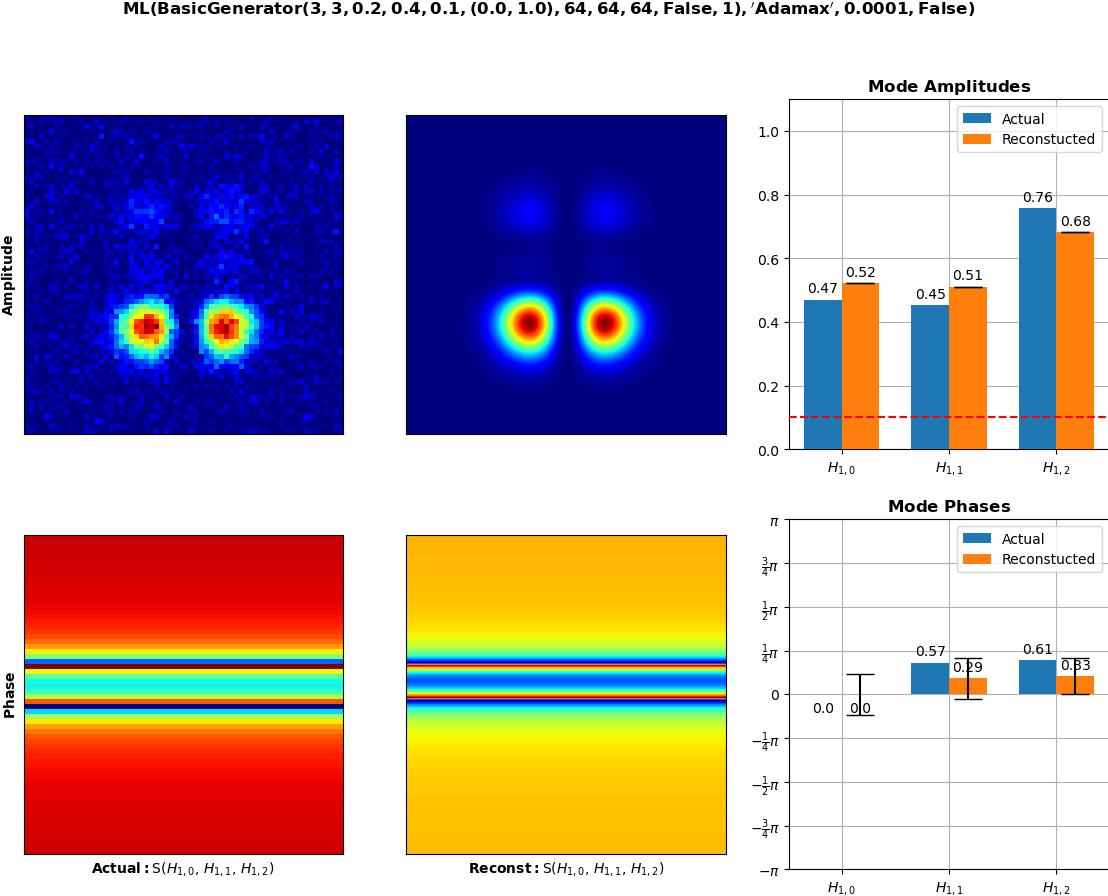 ML(BasicGenerator(3, 3, 0.2, 0.4, 0.1, (0.0, 1.0), 64, 64, 64, False, 1), ′Adamax′, 0.0001, False)
Amplitude
Mode Amplitudes
Actual
Reconstucted
1.0
0.8
0.6
0.4
0.2
0.0
0.47
0.52
0.45
0.51
0.76
0.68
H1,0
H1,1
H1,2
Phase
Actual: S(H1,0, H1,1, H1,2)
Reconst: S(H1,0, H1,1, H1,2)
Mode Phases
Actual
Reconstucted
π
3/4π
1/2π
1/4π
0
−1/4π
−1/2π
−3/4π
−π
0.0
0.0
0.57
0.29
0.61
0.33
H1,0
H1,1
H1,2